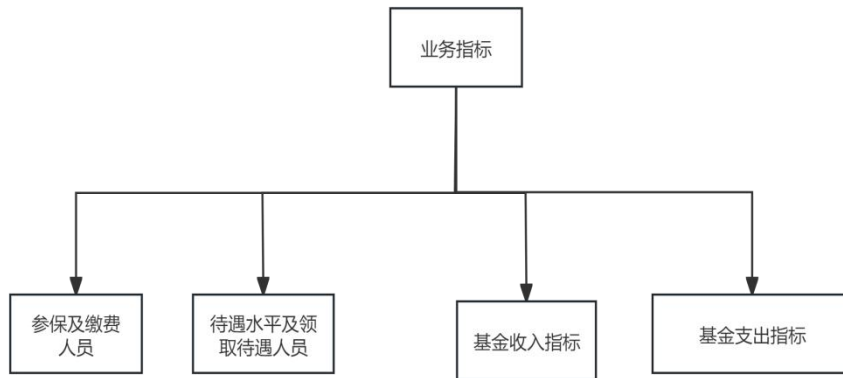 业务指标
参保及缴费
人员
待遇水平及领
取待遇人员
基金收入指标
基金支出指标